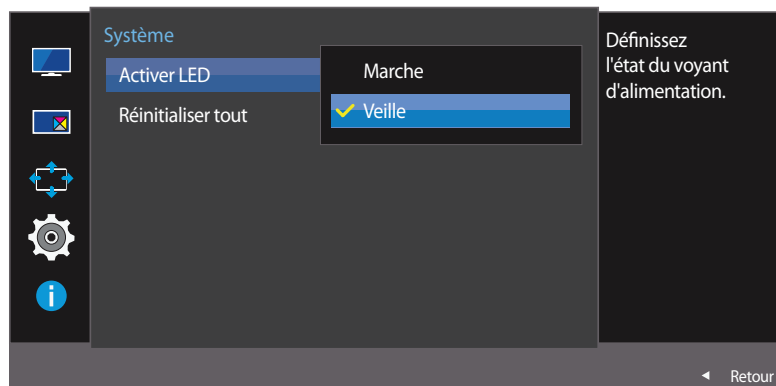 Système
Activer LED
Réinitialiser tout
Marche
Veille
Définissez
l'état du voyant
d'alimentation.
Retour